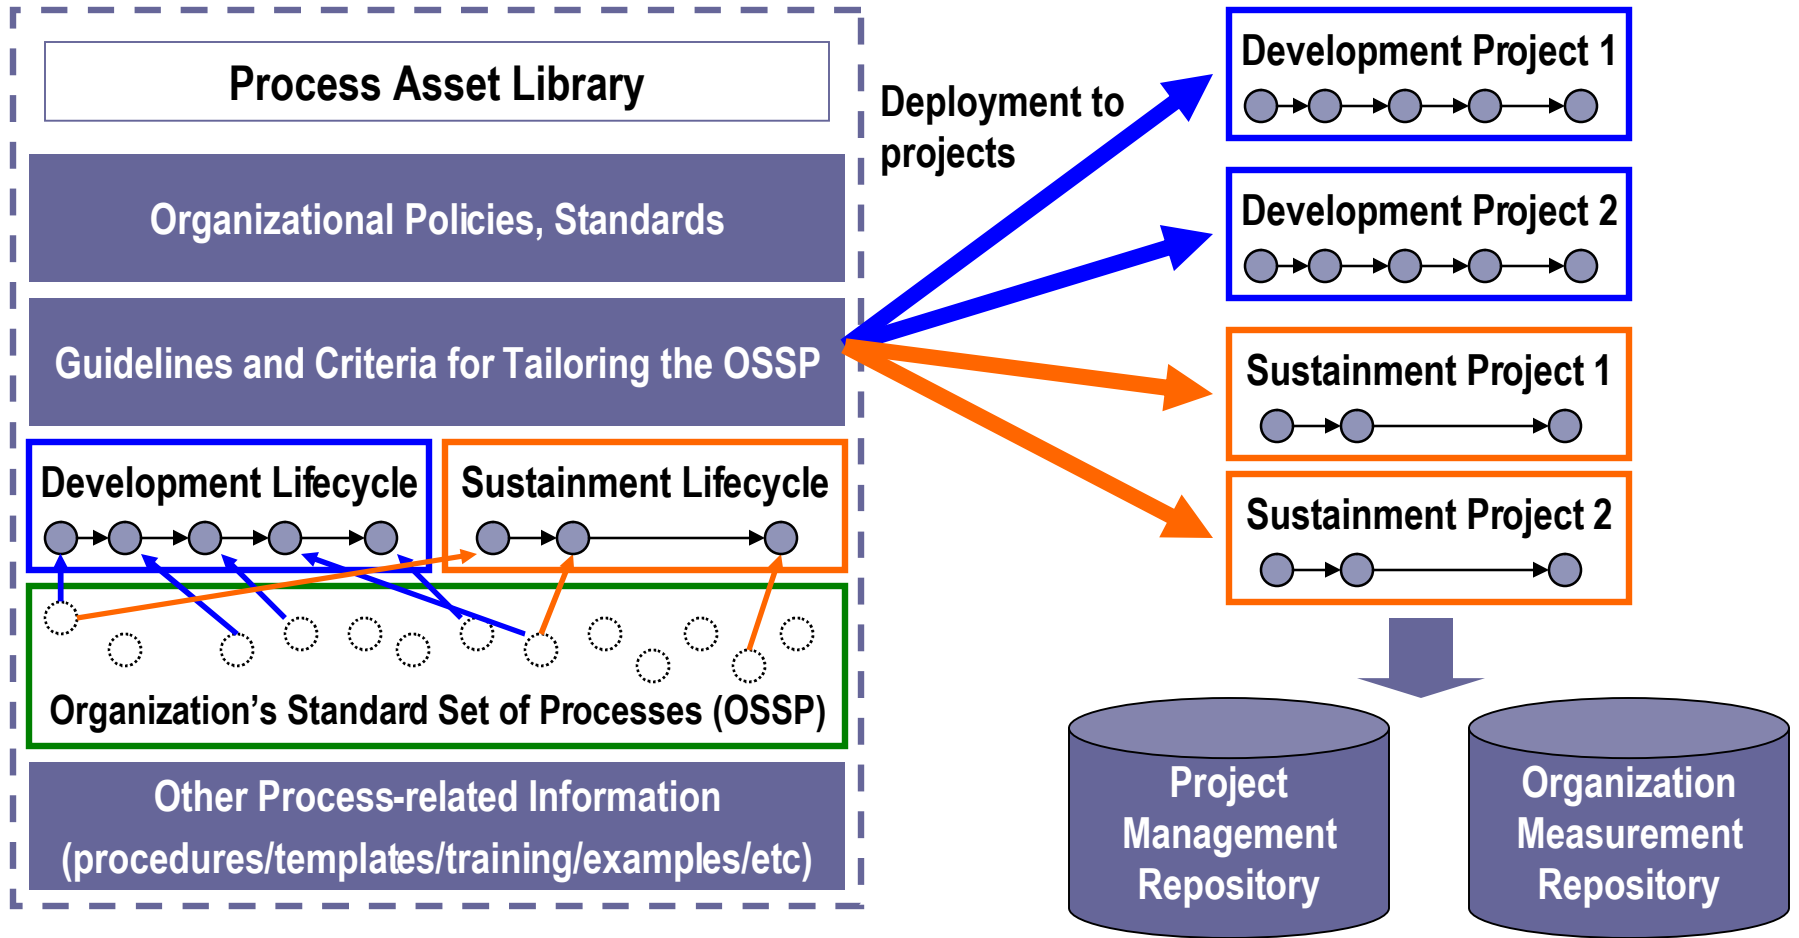 Process Asset Library
Organizational Policies, Standards
Guidelines and Criteria for Tailoring the OSSP
Development Lifecycle
Sustainment Lifecycle
Organization’s Standard Set of Processes (OSSP)
Other Process-related Information
(procedures/templates/training/examples/etc)
Deployment to
projects
Development Project 1
Development Project 2
Sustainment Project 1
Sustainment Project 2
Project
Management
Repository
Organization
Measurement
Repository